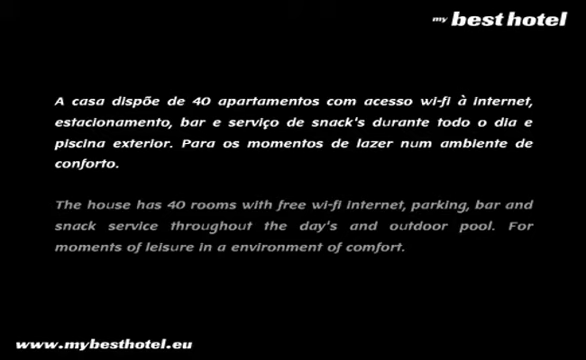 my best hotel
A casa dispõe de 40 apartamentos com acesso wi-fi à internet,
estacionamento, bar e serviço de snack's durante todo o dia e
piscina exterior. Para os momentos de lazer num ambiente de
conforto.
The house has 40 rooms with free wi-fi internet, parking, bar and
snack service throughout the day's and outdoor pool. For
moments of leisure in a environment of comfort.
www.mybesthotel.eu